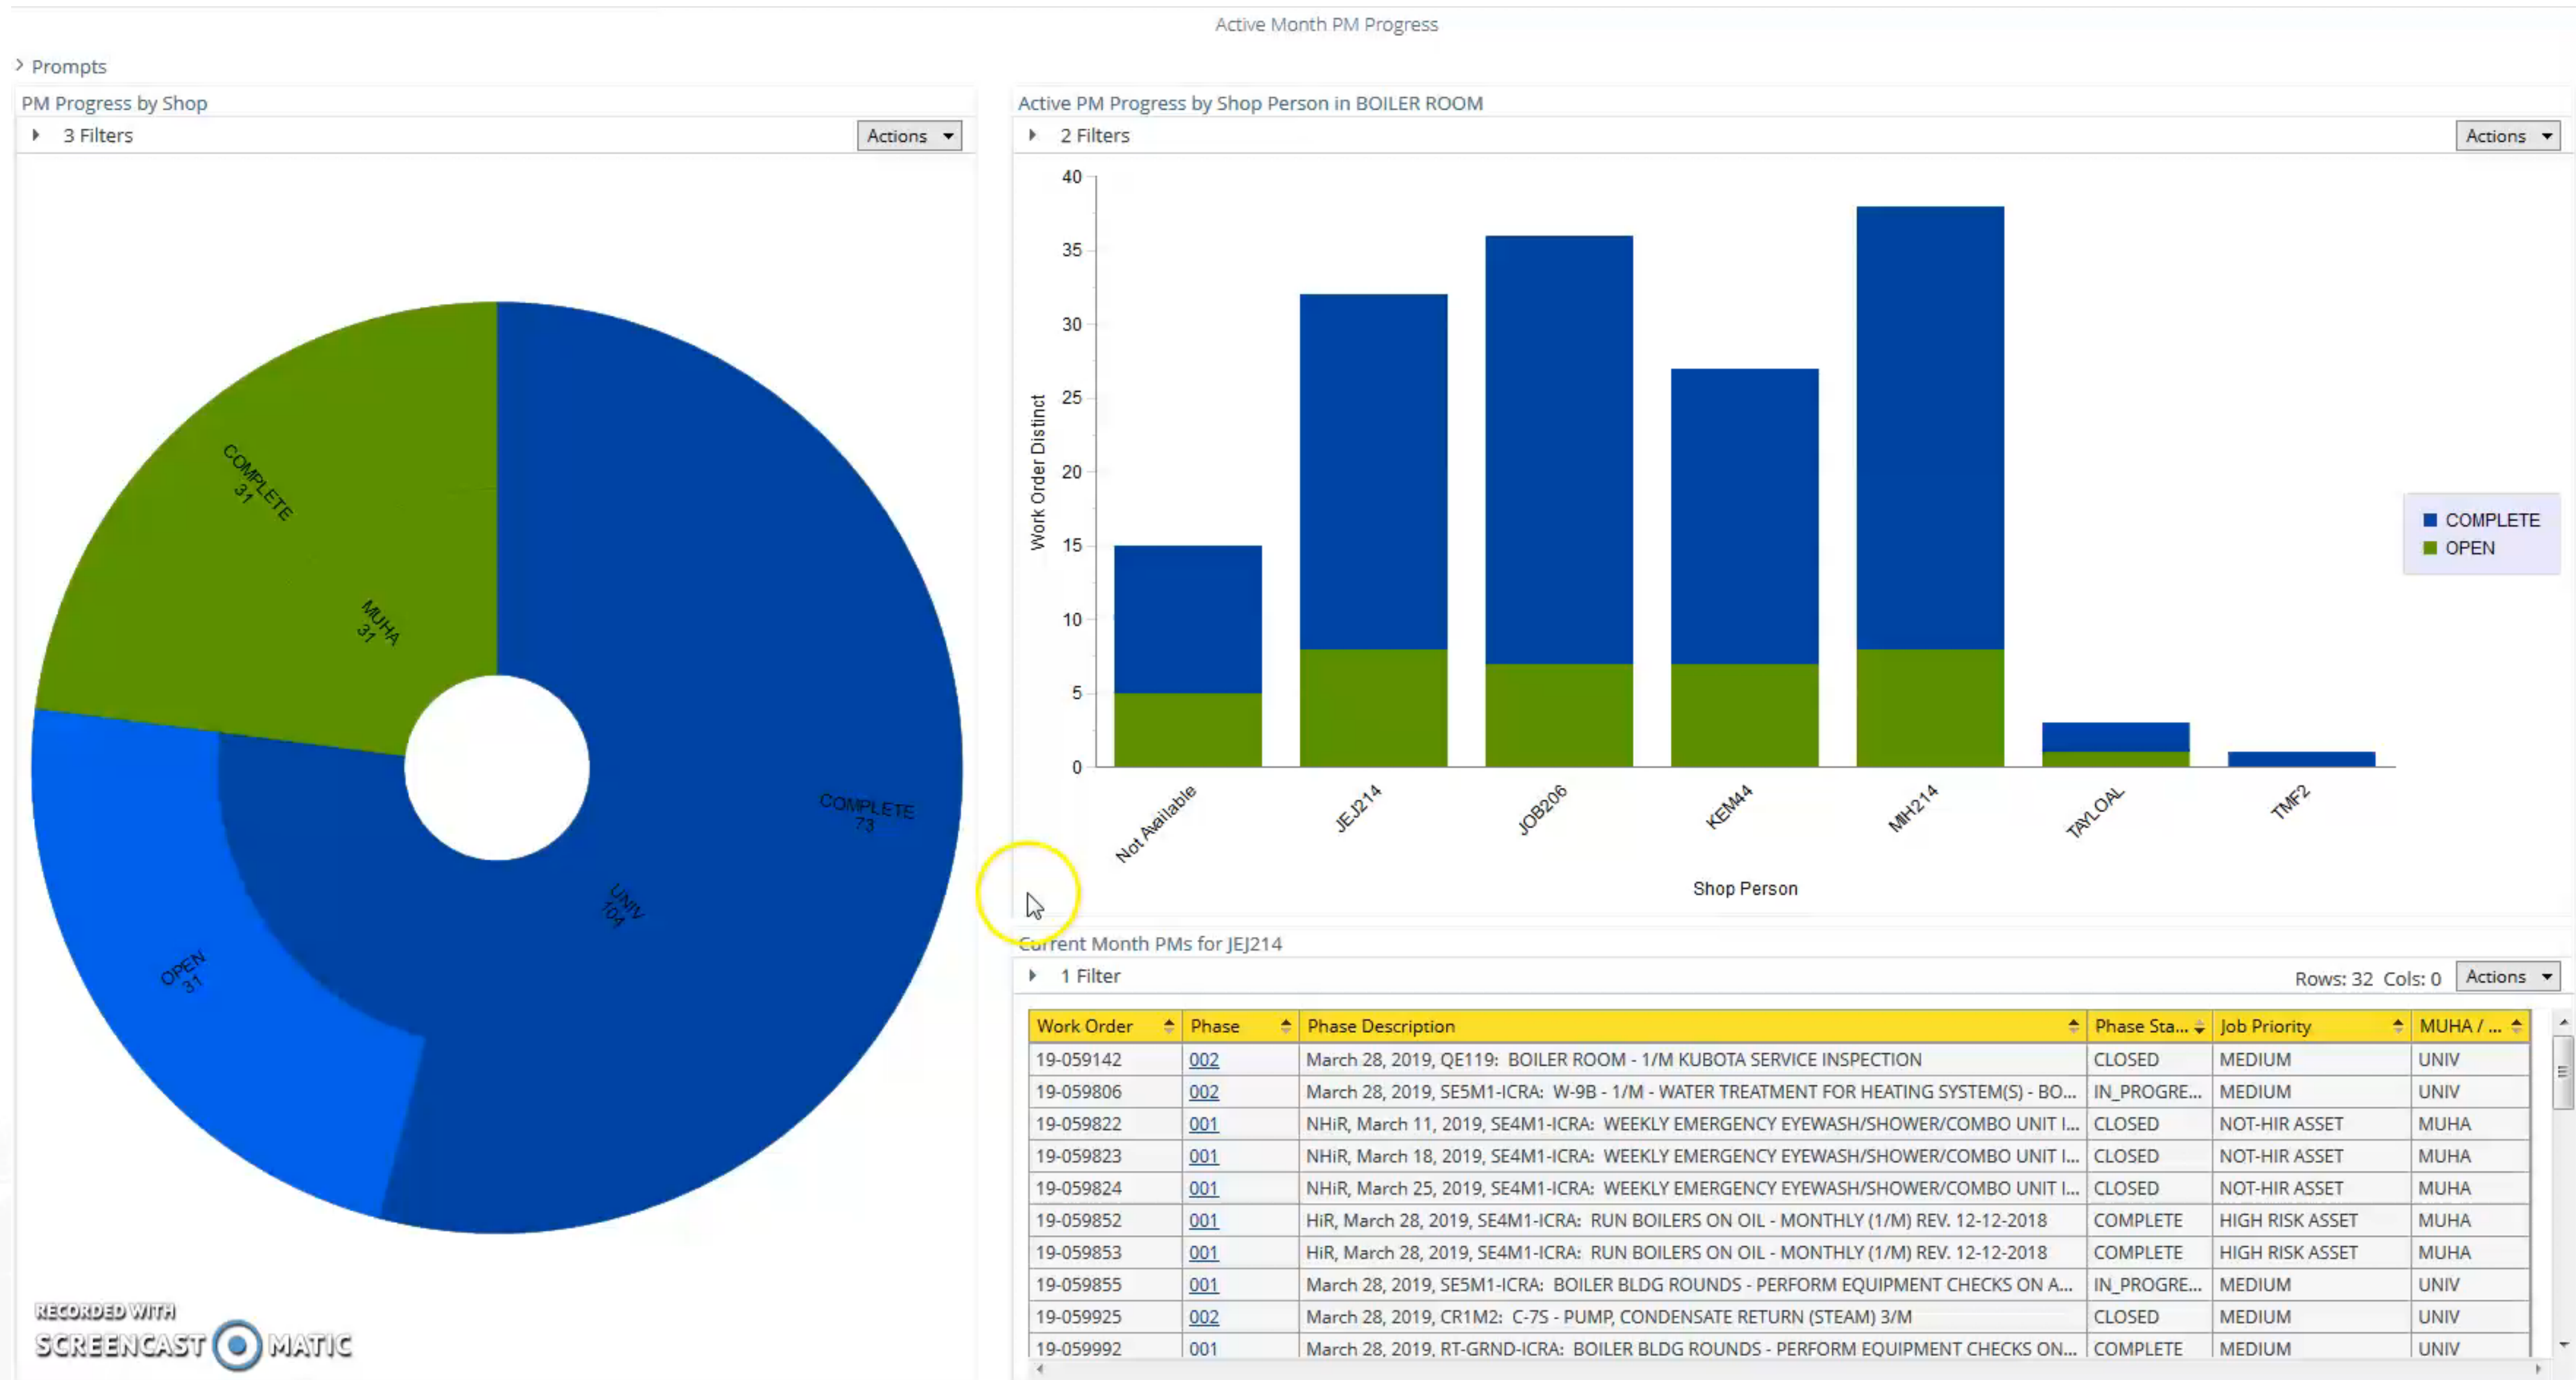 Active Month PM Progress
Prompts
PM Progress by Shop
3 Filters
Actions
COMPLETE
31
MUHA
31
COMPLETE
73
UNIV
104
OPEN
31
RECORDED WITH
SCREENCAST MATIC
Active PM Progress by Shop Person in BOILER ROOM
2 Filters
Actions
40
35
30
25
20
15
10
5
0
Work Order Distinct
Not Available
JEJ214
JOB206
KEM44
MIH214
TAYLOAL
TMF2
Shop Person
COMPLETE
OPEN
Current Month PMs for JEJ214
1 Filter
Rows: 32 Cols: 0
Actions
Work Order Phase Phase Description Phase Sta... Job Priority MUHA / ...
19-059142 002 March 28, 2019, QE119: BOILER ROOM - 1/M KUBOTA SERVICE INSPECTION CLOSED MEDIUM UNIV
19-059806 002 March 28, 2019, SE5M1-ICRA: W-9B - 1/M - WATER TREATMENT FOR HEATING SYSTEM(S) - BO... IN_PROGRE... MEDIUM UNIV
19-059822 001 NHiR, March 11, 2019, SE4M1-ICRA: WEEKLY EMERGENCY EYEWASH/SHOWER/COMBO UNIT I... CLOSED NOT-HIR ASSET MUHA
19-059823 001 NHiR, March 18, 2019, SE4M1-ICRA: WEEKLY EMERGENCY EYEWASH/SHOWER/COMBO UNIT I... CLOSED NOT-HIR ASSET MUHA
19-059824 001 NHiR, March 25, 2019, SE4M1-ICRA: WEEKLY EMERGENCY EYEWASH/SHOWER/COMBO UNIT I... CLOSED NOT-HIR ASSET MUHA
19-059852 001 HiR, March 28, 2019, SE4M1-ICRA: RUN BOILERS ON OIL - MONTHLY (1/M) REV. 12-12-2018 COMPLETE HIGH RISK ASSET MUHA
19-059853 001 HiR, March 28, 2019, SE4M1-ICRA: RUN BOILERS ON OIL - MONTHLY (1/M) REV. 12-12-2018 COMPLETE HIGH RISK ASSET MUHA
19-059855 001 March 28, 2019, SE5M1-ICRA: BOILER BLDG ROUNDS - PERFORM EQUIPMENT CHECKS ON A... IN_PROGRE... MEDIUM UNIV
19-059925 002 March 28, 2019, CR1M2: C-7S - PUMP, CONDENSATE RETURN (STEAM) 3/M CLOSED MEDIUM UNIV
19-059992 001 March 28, 2019, RT-GRND-ICRA: BOILER BLDG ROUNDS - PERFORM EQUIPMENT CHECKS ON... COMPLETE MEDIUM UNIV